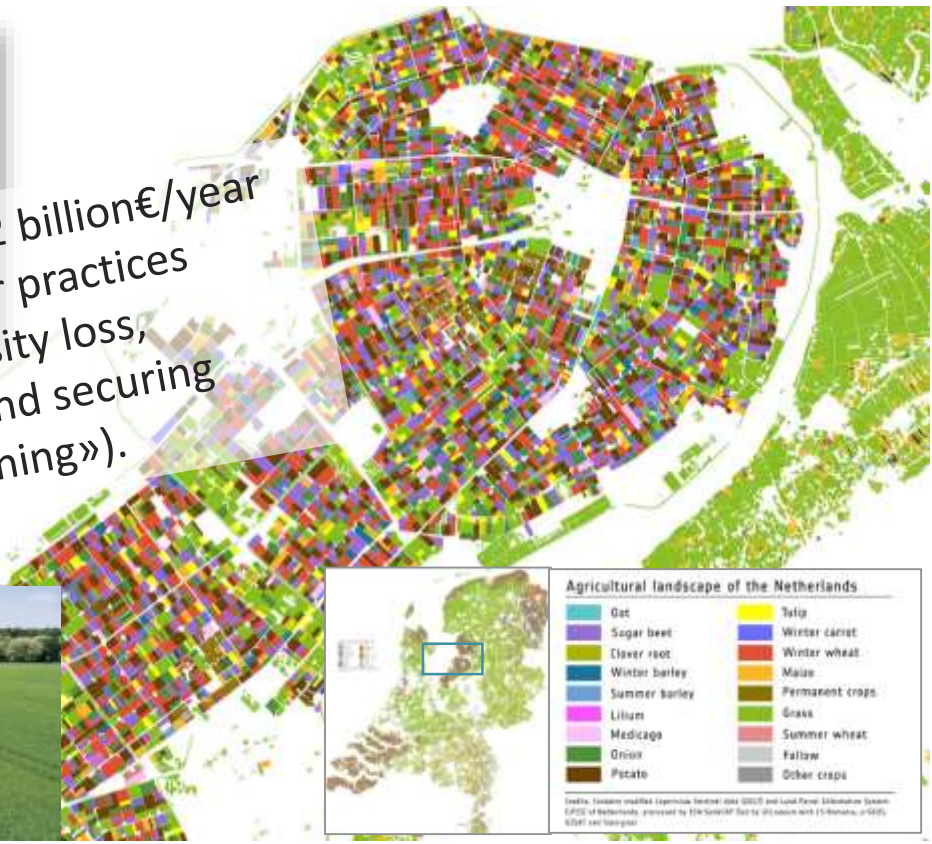 billion€/year
practices
sity loss,
nd securing
ning»).
Agricultural landscape of the Netherlands
Oat
Sugar beet
Clover root
Winter barley
Summer barley
Lilium
Medicago
Onion
Potato
Tulip
Winter carrot
Winter wheat
Maize
Permanent crops
Grass
Summer wheat
Fallow
Other crops